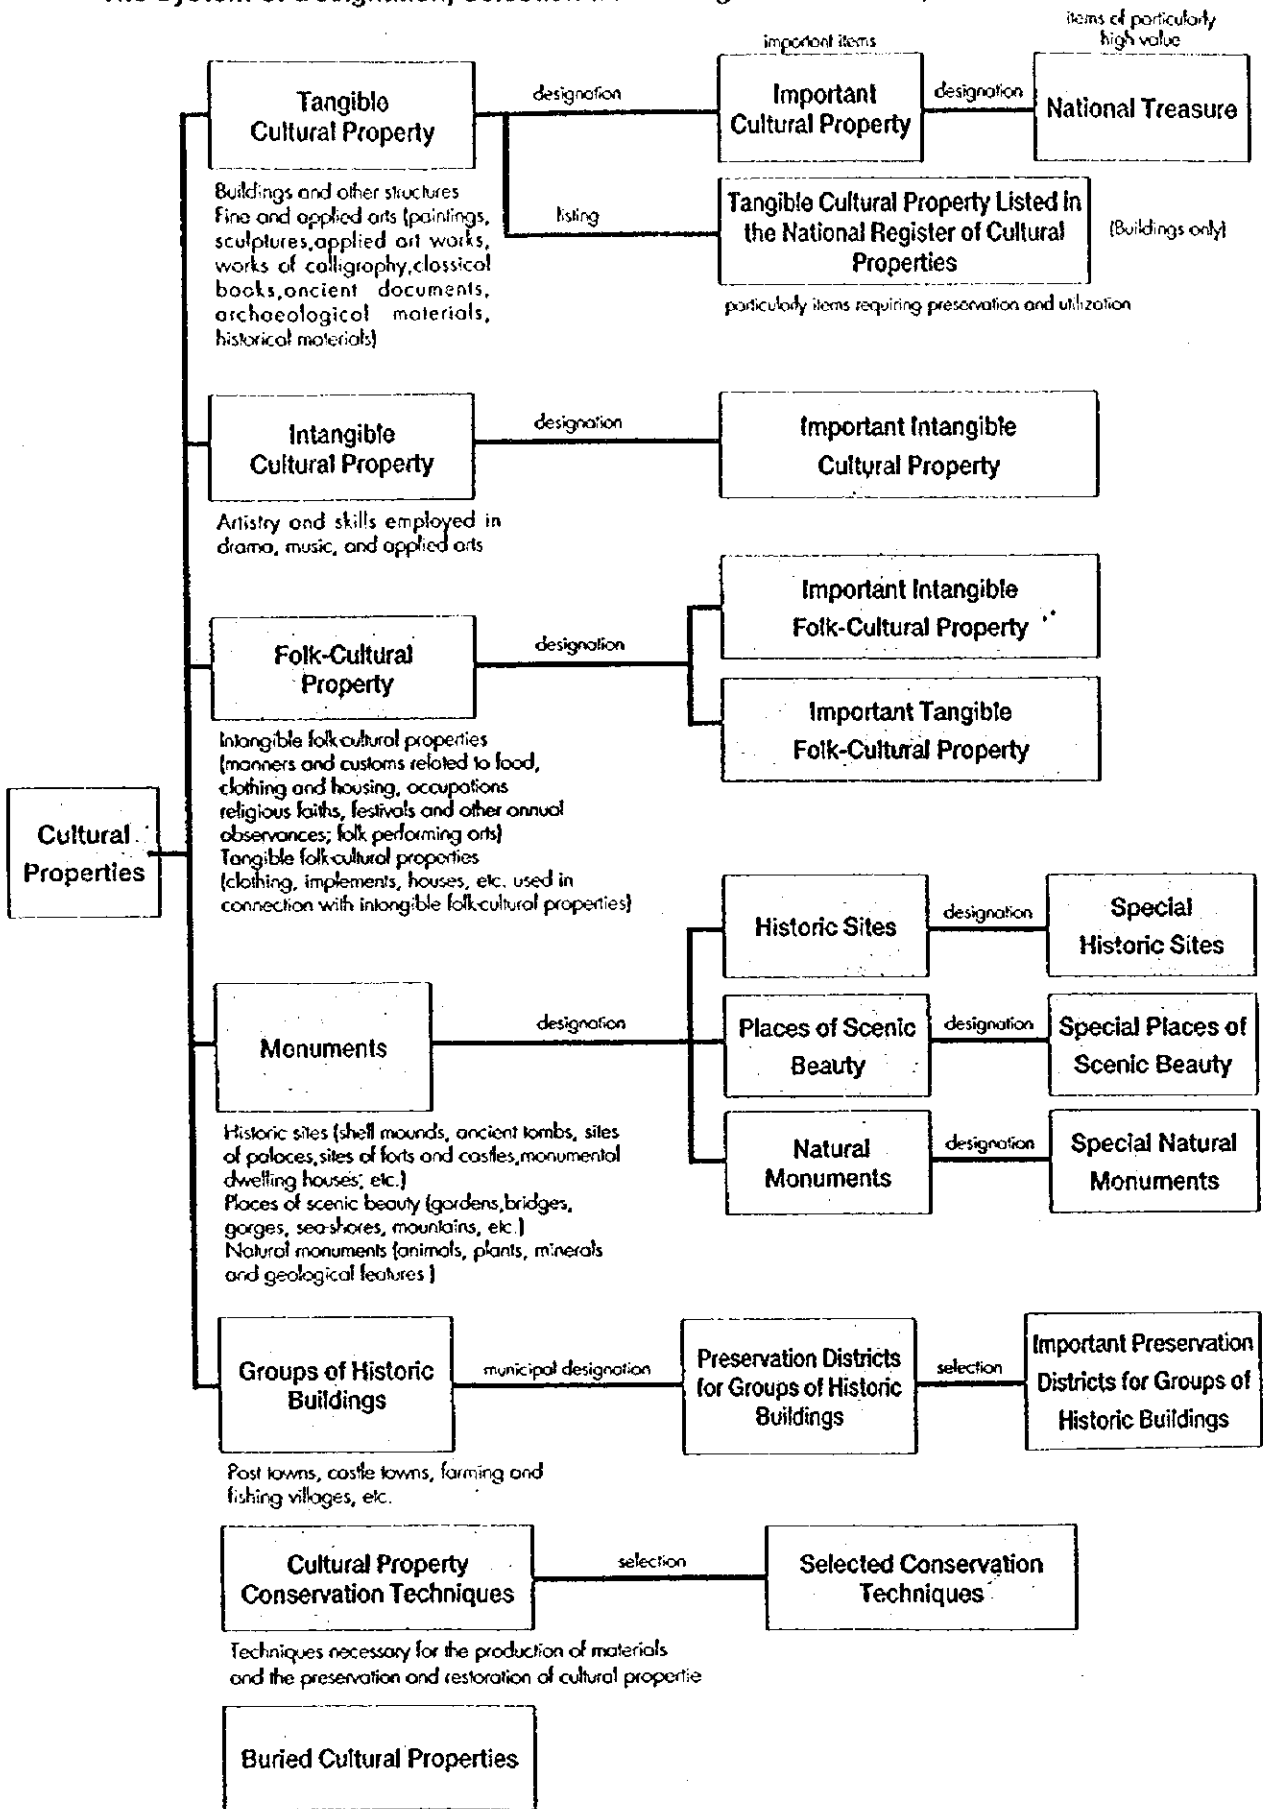 The System of Designation, Selection
important items
items of particularly
high value
Tangible
Cultural Property
designation
Important
Cultural Property
designation
National Treasure
Buildings and other structures
Fine and applied arts (paintings,
sculptures,applied art works,
works of calligraphy,classical
books,ancient documents,
archaeological materials,
historical materials)
listing
Tangible Cultural Property Listed in
the National Register of Cultural
Properties
(Buildings only)
particularly items requiring preservation and utilization
Intangible
Cultural Property
designation
Important Intangible
Cultural Property
Artistry and skills employed in
drama, music, and applied arts
Folk-Cultural
Property
designation
Important Intangible
Folk-Cultural Property
Important Tangible
Folk-Cultural Property
Intangible folk-cultural properties
(manners and customs related to food,
clothing and housing, occupations
religious faiths, festivals and other annual
observances; folk performing arts)
Tangible folk-cultural properties
(clothing, implements, houses, etc. used in
connection with intangible folk-cultural properties)
Cultural
Properties
Monuments
designation
Historic Sites
designation
Special
Historic Sites
Places of Scenic
Beauty
designation
Special Places of
Scenic Beauty
Natural
Monuments
designation
Special Natural
Monuments
Historic sites (shell mounds, ancient tombs, sites
of palaces,sites of forts and castles,monumental
dwelling houses, etc.)
Places of scenic beauty (gardens,bridges,
gorges, sea-shores, mountains, etc.)
Natural monuments (animals, plants, minerals
and geological features )
Groups of Historic
Buildings
municipal designation
Preservation Districts
for Groups of Historic
Buildings
selection
Important Preservation
Districts for Groups of
Historic Buildings
Post towns, castle towns, farming and
fishing villages, etc.
Cultural Property
Conservation Techniques
selection
Selected Conservation
Techniques
Techniques necessary for the production of materials
and the preservation and restoration of cultural propertie
Buried Cultural Properties